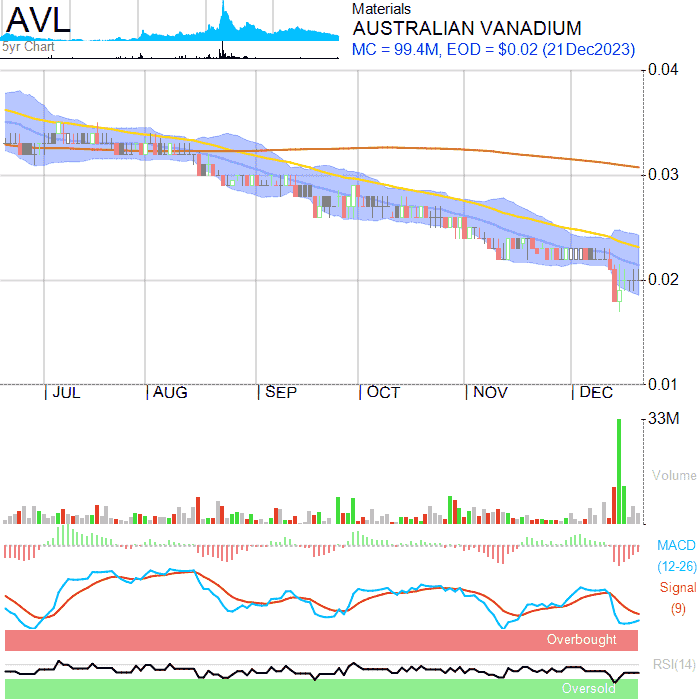 AVL
5yr Chart
Materials
AUSTRALIAN VANADIUM
MC = 99.4M, EOD = $0.02 (21Dec2023)
0.04
0.03
0.02
0.01
JUL AUG SEP OCT NOV DEC
33M
Volume
MACD
(12-26)
Signal
(9)
Overbought
RSI(14)
Oversold